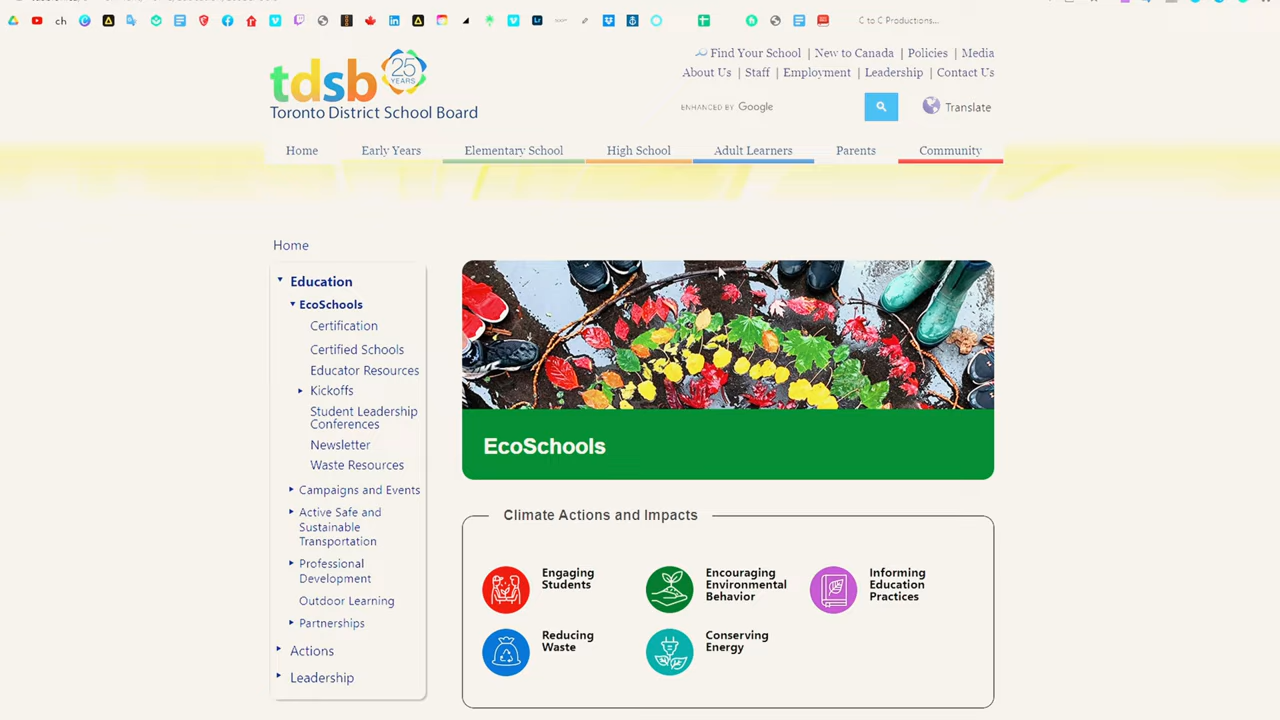 C to C Productions...
Find Your School | New to Canada | Policies | Media
About Us | Staff | Employment | Leadership | Contact Us
tdsb 25 YEARS
Toronto District School Board
ENHANCED BY Google
Translate
Home Early Years Elementary School High School Adult Learners Parents Community
Home
Education
EcoSchools
Certification
Certified Schools
Educator Resources
Kickoffs
Student Leadership
Conferences
Newsletter
Waste Resources
Campaigns and Events
Active Safe and
Sustainable
Transportation
Professional
Development
Outdoor Learning
Partnerships
Actions
Leadership
EcoSchools
Climate Actions and Impacts
Engaging
Students
Encouraging
Environmental
Behavior
Informing
Education
Practices
Reducing
Waste
Conserving
Energy